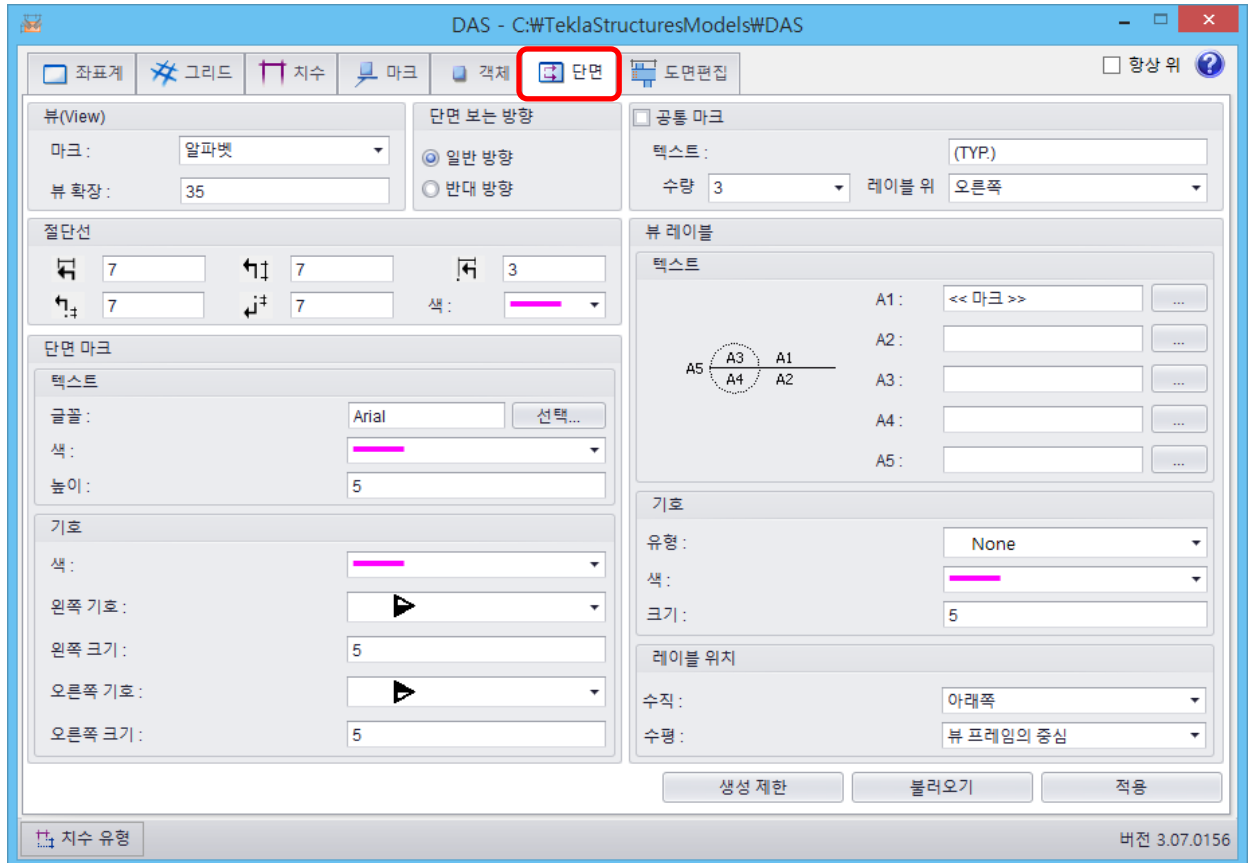 DAS - C:₩TeklaStructuresModels₩DAS
좌표계 그리드 치수 마크 객체 단면 도면편집 항상 위
뷰(View)
마크 : 알파벳
뷰 확장 : 35
단면 보는 방향
일반 방향
반대 방향
공통 마크
텍스트 : (TYP.)
수량 3 레이블 위 오른쪽
절단선
7 7 3
7 7 색 :
단면 마크
텍스트
글꼴 : Arial 선택...
색 :
높이 : 5
기호
색 :
왼쪽 기호 :
왼쪽 크기 : 5
오른쪽 기호 :
오른쪽 크기 : 5
뷰 레이블
텍스트
A5 A3 A1
A4 A2
A1 : << 마크 >> ...
A2 : ...
A3 : ...
A4 : ...
A5 : ...
기호
유형 : None
색 :
크기 : 5
레이블 위치
수직 : 아래쪽
수평 : 뷰 프레임의 중심
생성 제한 불러오기 적용
치수 유형 버전 3.07.0156